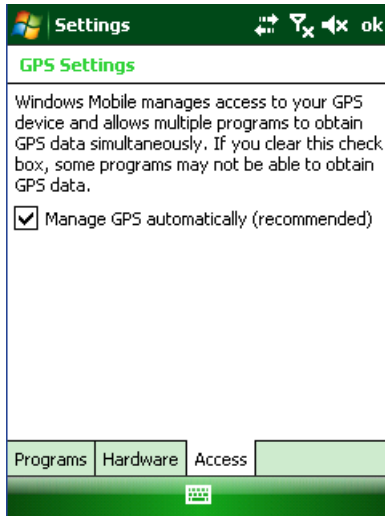 Settings ok
GPS Settings
Windows Mobile manages access to your GPS
device and allows multiple programs to obtain
GPS data simultaneously. If you clear this check
box, some programs may not be able to obtain
GPS data.
Manage GPS automatically (recommended)
Programs Hardware Access